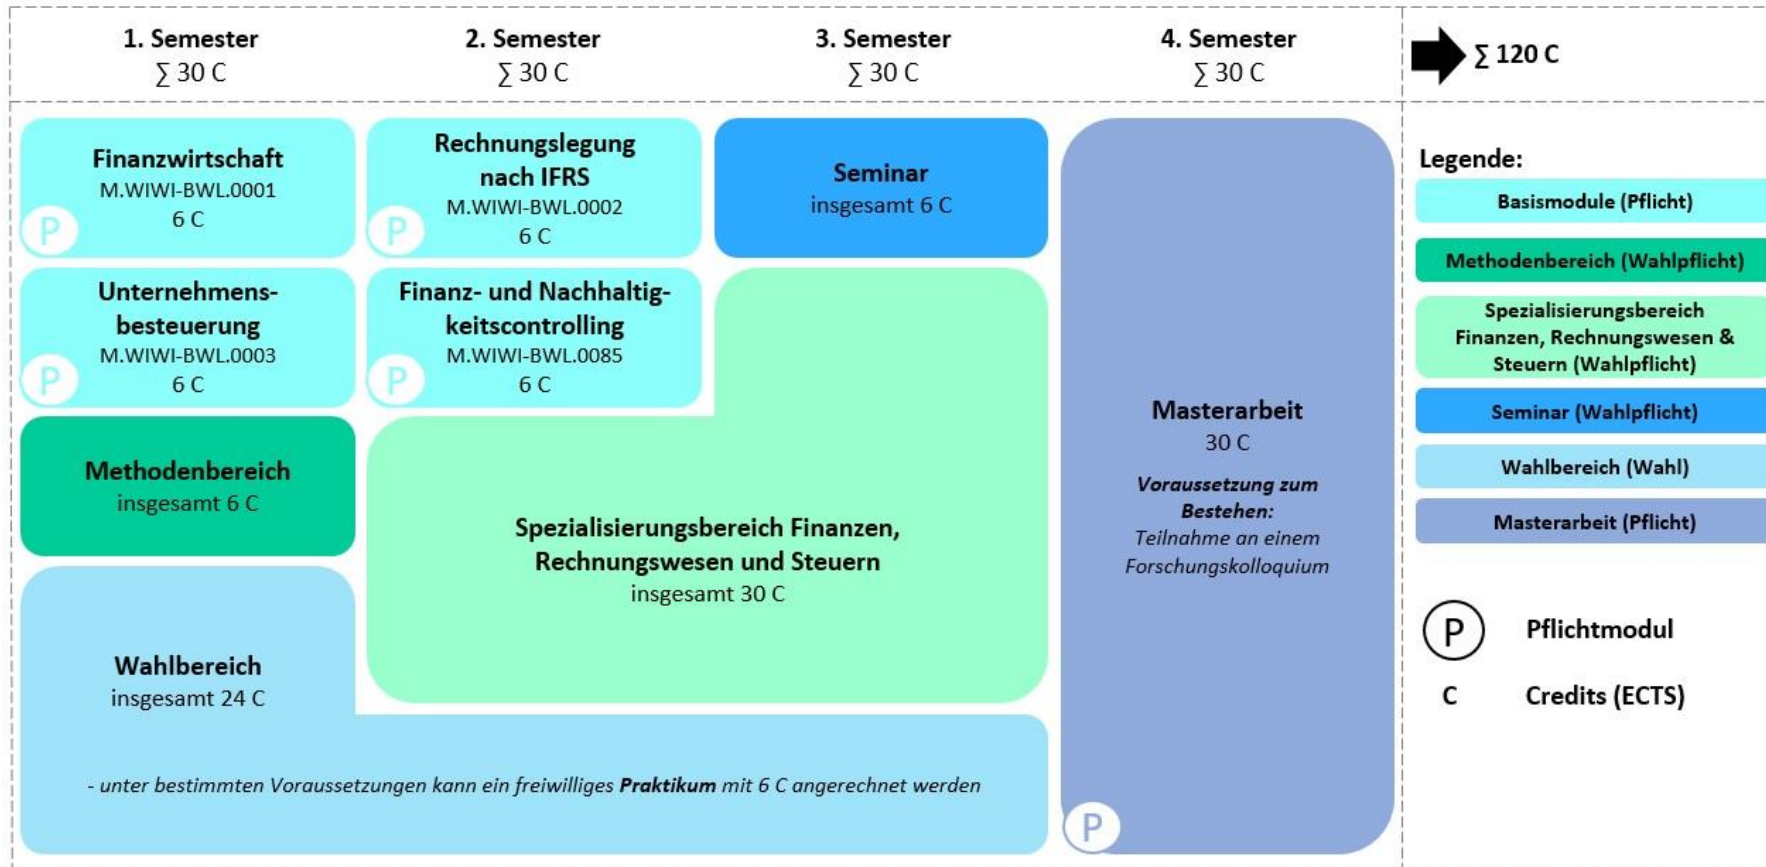 1. Semester
∑ 30 C
2. Semester
∑ 30 C
3. Semester
∑ 30 C
4. Semester
∑ 30 C
∑ 120 C
Finanzwirtschaft
M.WIWI-BWL.0001
6 C
P
Rechnungslegung
nach IFRS
M.WIWI-BWL.0002
6 C
P
Seminar
insgesamt 6 C
Unternehmens-
besteuerung
M.WIWI-BWL.0003
6 C
P
Finanz- und Nachhaltig-
keitscontrolling
M.WIWI-BWL.0085
6 C
P
Methodenbereich
insgesamt 6 C
Spezialisierungsbereich Finanzen,
Rechnungswesen und Steuern
insgesamt 30 C
Wahlbereich
insgesamt 24 C
- unter bestimmten Voraussetzungen kann ein freiwilliges Praktikum mit 6 C angerechnet werden
Masterarbeit
30 C
Voraussetzung zum
Bestehen:
Teilnahme an einem
Forschungskolloquium
P
Legende:
Basismodule (Pflicht)
Methodenbereich (Wahlpflicht)
Spezialisierungsbereich
Finanzen, Rechnungswesen &
Steuern (Wahlpflicht)
Seminar (Wahlpflicht)
Wahlbereich (Wahl)
Masterarbeit (Pflicht)
P Pflichtmodul
C Credits (ECTS)